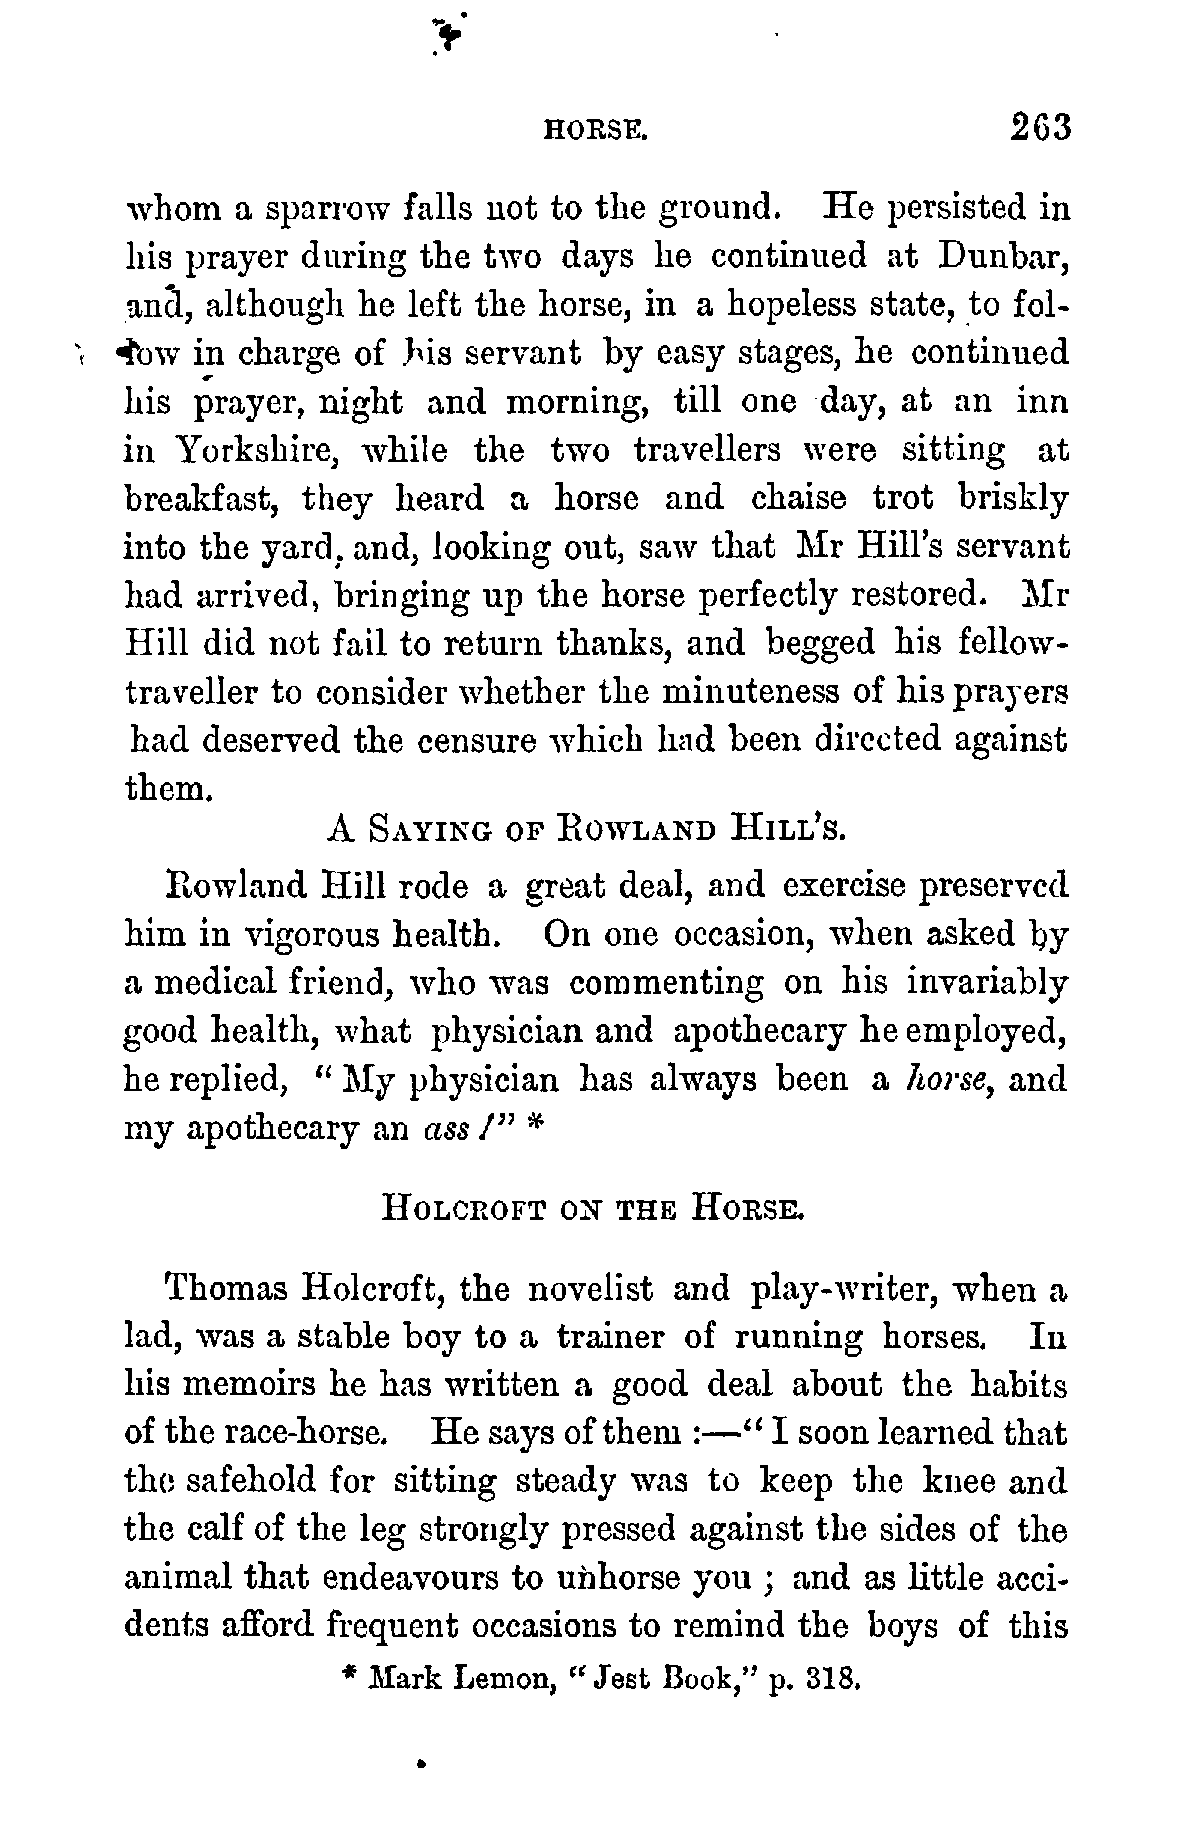 HORSE. 263
whom a sparrow falls not to the ground. He persisted in
his prayer during the two days he continued at Dunbar,
and, although he left the horse, in a hopeless state, to fol-
low in charge of his servant by easy stages, he continued
his prayer, night and morning, till one day, at an inn
in Yorkshire, while the two travellers were sitting at
breakfast, they heard a horse and chaise trot briskly
into the yard, and, looking out, saw that Mr Hill's servant
had arrived, bringing up the horse perfectly restored. Mr
Hill did not fail to return thanks, and begged his fellow-
traveller to consider whether the minuteness of his prayers
had deserved the censure which had been directed against
them.
A SAYING OF ROWLAND HILL'S.
Rowland Hill rode a great deal, and exercise preserved
him in vigorous health. On one occasion, when asked by
a medical friend, who was commenting on his invariably
good health, what physician and apothecary he employed,
he replied, "My physician has always been a horse, and
my apothecary an ass!" *
HOLCROFT ON THE HORSE.
Thomas Holcroft, the novelist and play-writer, when a
lad, was a stable boy to a trainer of running horses. In
his memoirs he has written a good deal about the habits
of the race-horse. He says of them :—"I soon learned that
the safehold for sitting steady was to keep the knee and
the calf of the leg strongly pressed against the sides of the
animal that endeavours to unhorse you ; and as little acci-
dents afford frequent occasions to remind the boys of this
* Mark Lemon, "Jest Book," p. 318.